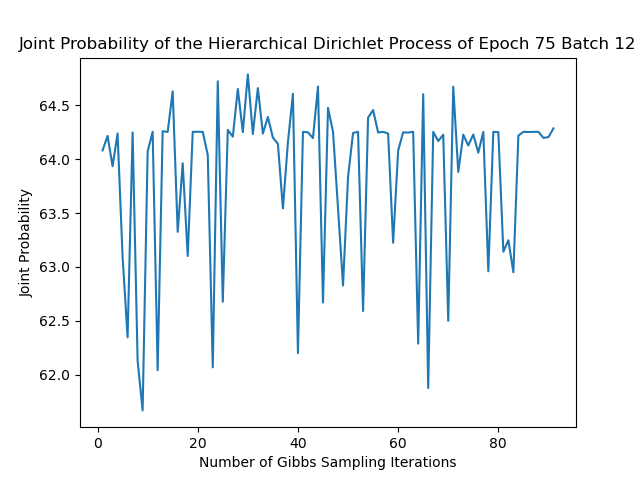 Joint Probability of the Hierarchical Dirichlet Process of Epoch 75 Batch 12
64.5
64.0
63.5
63.0
62.5
62.0
Joint Probability
0 20 40 60 80
Number of Gibbs Sampling Iterations